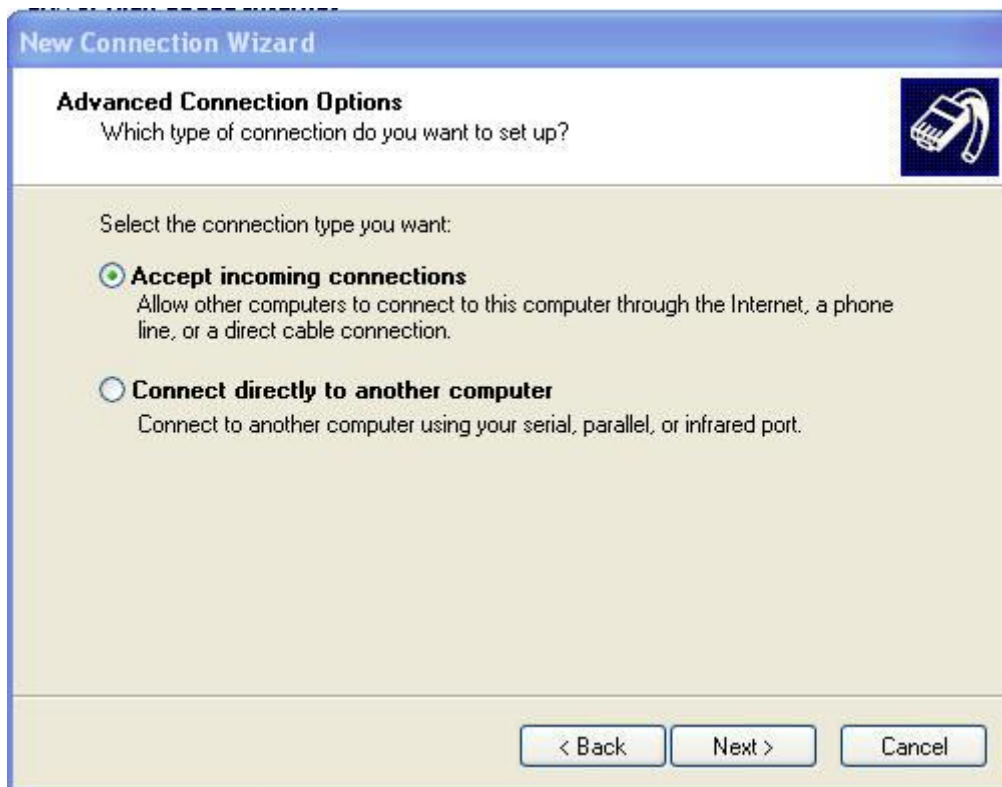 New Connection Wizard
Advanced Connection Options
Which type of connection do you want to set up?
Select the connection type you want:
Accept incoming connections
Allow other computers to connect to this computer through the Internet, a phone
line, or a direct cable connection.
Connect directly to another computer
Connect to another computer using your serial, parallel, or infrared port.
< Back
Next >
Cancel